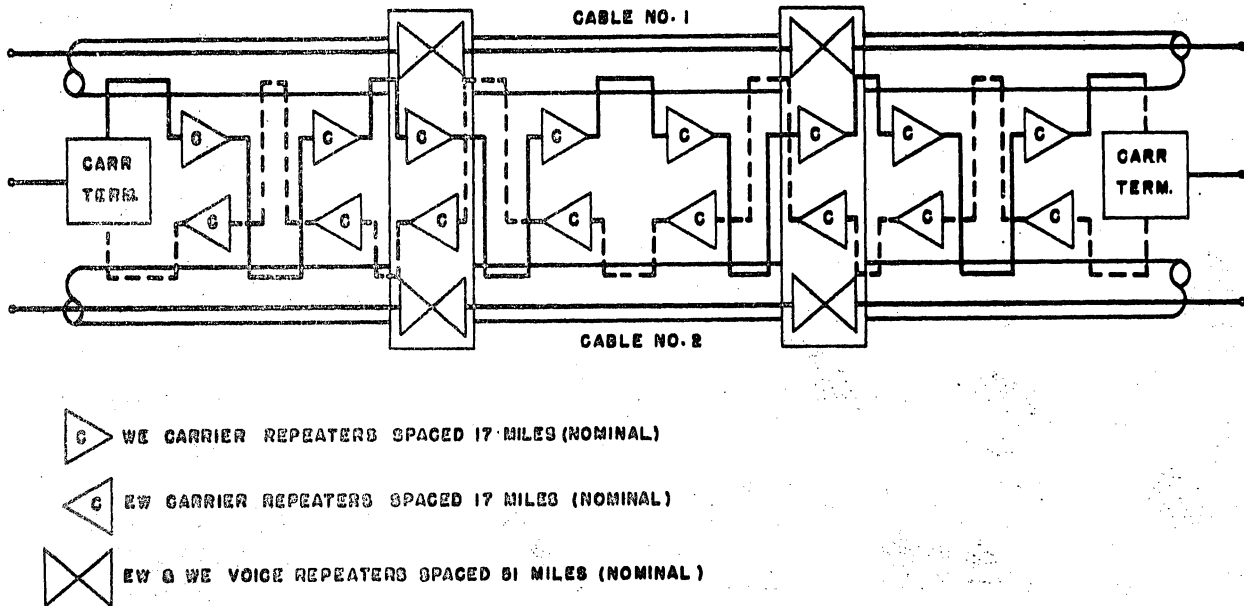 CABLE NO. 1
C C C C C C C C
CARR
TERM.
CARR
TERM.
C C C C C C C C
CABLE NO. 2
C WE CARRIER REPEATERS SPACED 17 MILES (NOMINAL)
C EW CARRIER REPEATERS SPACED 17 MILES (NOMINAL)
EW & WE VOICE REPEATERS SPACED 51 MILES (NOMINAL)